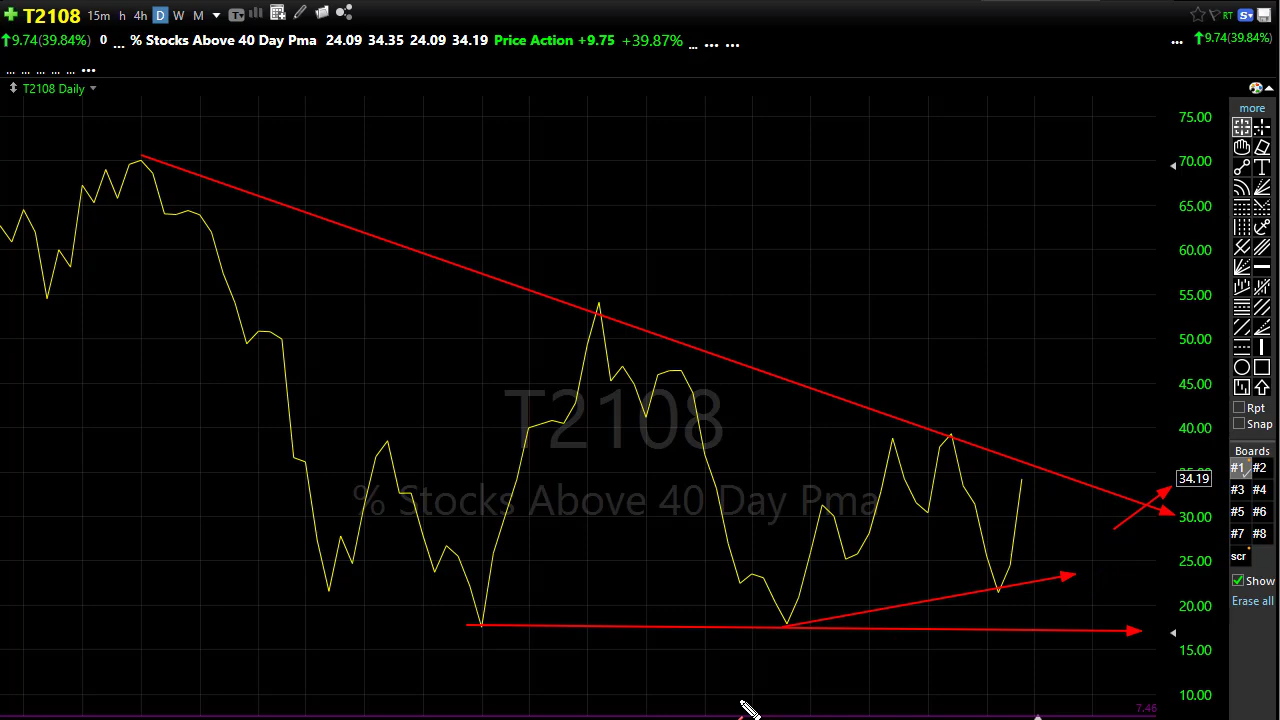 T2108 15m h 4h D W M T RT S
9.74(39.84%) 0 ... % Stocks Above 40 Day Pma 24.09 34.35 24.09 34.19 Price Action +9.75 +39.87% ... ... ... ... 9.74(39.84%)
... ... ... ... ... ...
T2108 Daily
more
75.00
70.00
65.00
60.00
55.00
50.00
45.00
40.00
34.19
30.00
25.00
20.00
15.00
10.00
7.46
T2108
% Stocks Above 40 Day Pma
T
Rpt
Snap
Boards
#1 #2
#3 #4
#5 #6
#7 #8
scr
Show
Erase all